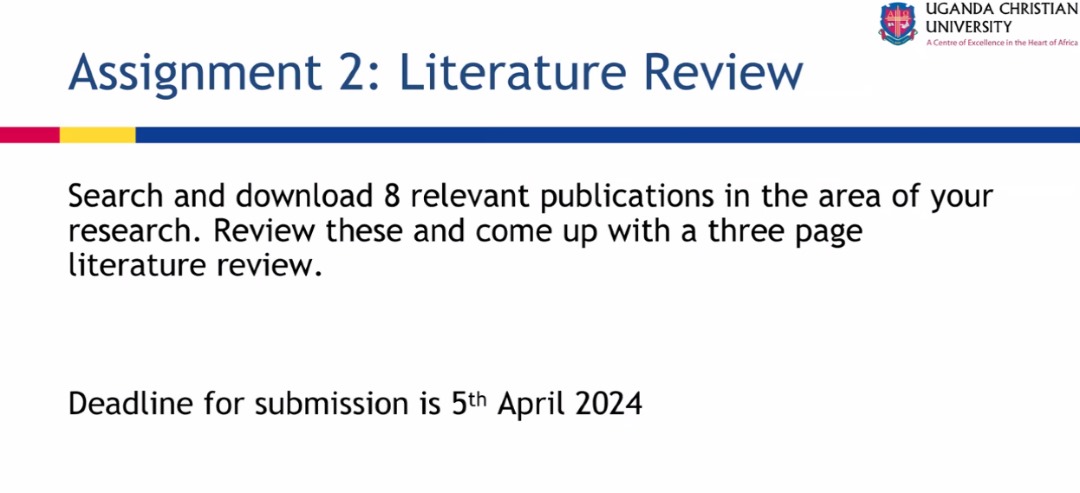 UGANDA CHRISTIAN
UNIVERSITY
A Centre of Excellence in the Heart of Africa
Assignment 2: Literature Review
Search and download 8 relevant publications in the area of your
research. Review these and come up with a three page
literature review.
Deadline for submission is 5th April 2024